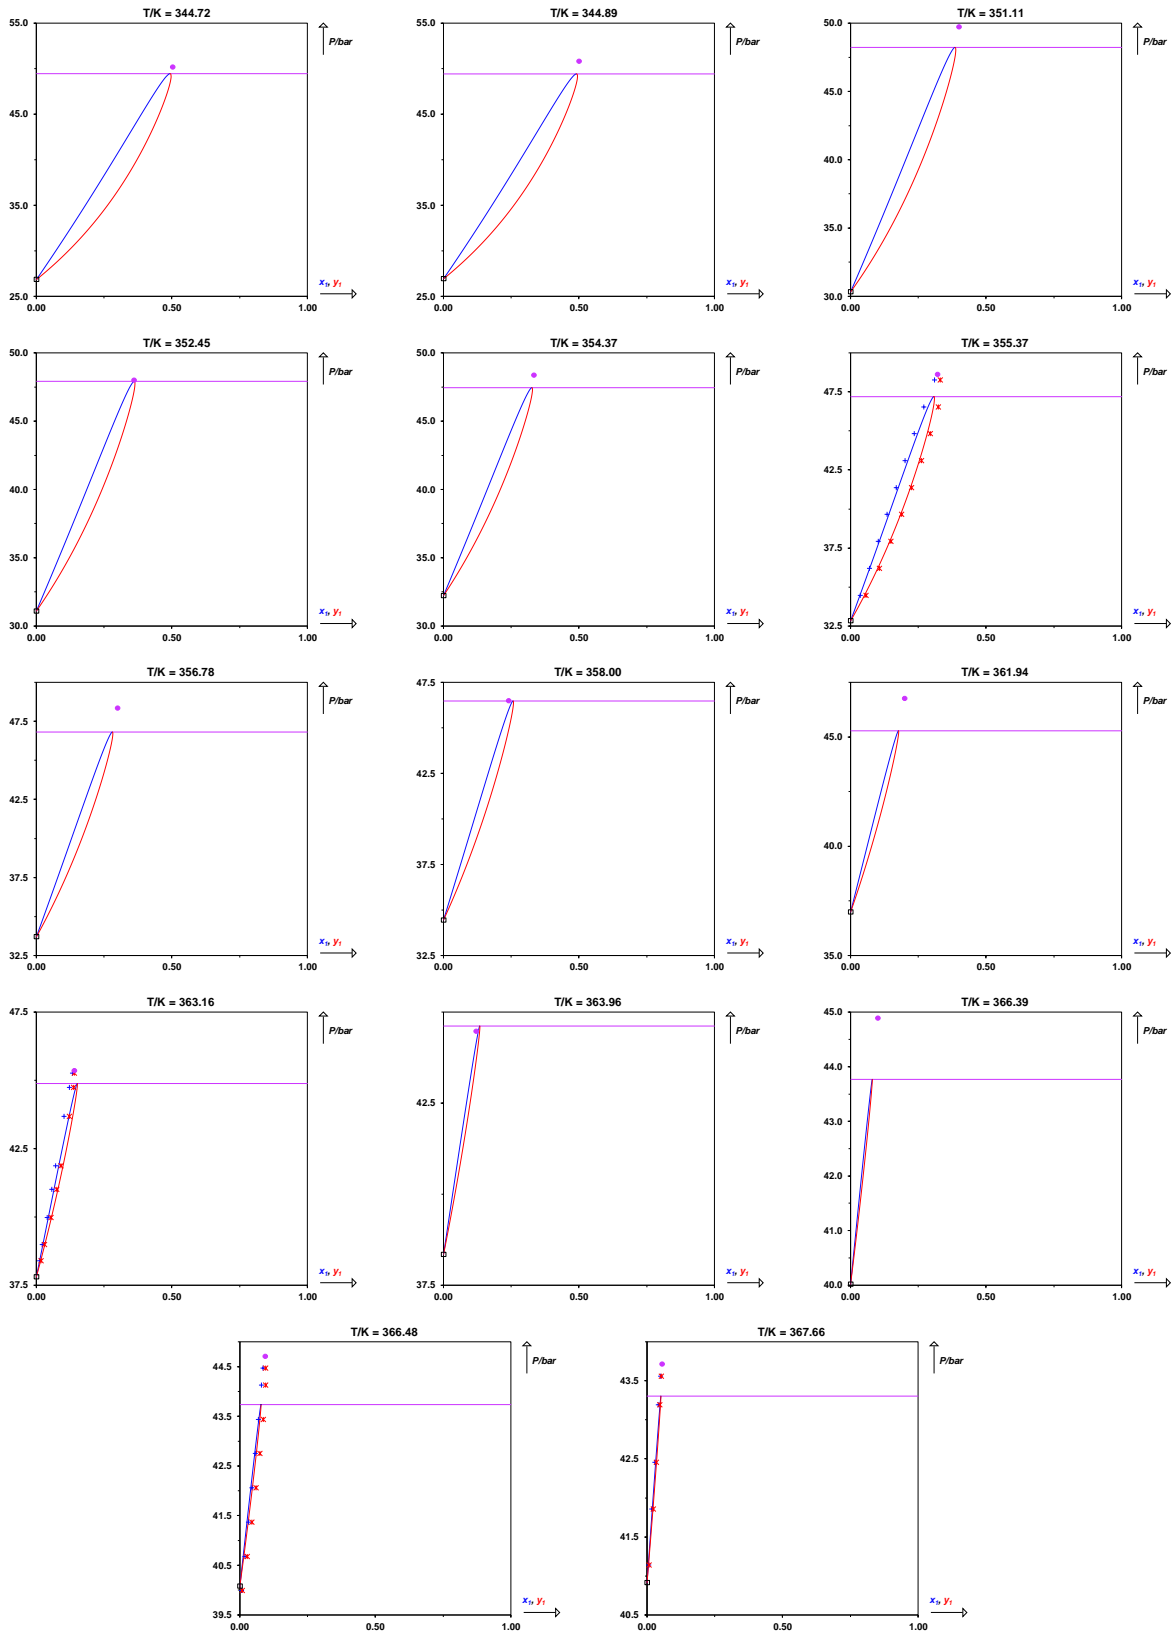 T/K = 344.72
55.0
45.0
35.0
25.0
0.00
0.50
1.00
P/bar
x₁, y₁
T/K = 344.89
55.0
45.0
35.0
25.0
0.00
0.50
1.00
P/bar
x₁, y₁
T/K = 351.11
50.0
45.0
40.0
35.0
30.0
0.00
0.50
1.00
P/bar
x₁, y₁
T/K = 352.45
50.0
45.0
40.0
35.0
30.0
0.00
0.50
1.00
P/bar
x₁, y₁
T/K = 354.37
50.0
45.0
40.0
35.0
30.0
0.00
0.50
1.00
P/bar
x₁, y₁
T/K = 355.37
47.5
42.5
37.5
32.5
0.00
0.50
1.00
P/bar
x₁, y₁
T/K = 356.78
47.5
42.5
37.5
32.5
0.00
0.50
1.00
P/bar
x₁, y₁
T/K = 358.00
47.5
42.5
37.5
32.5
0.00
0.50
1.00
P/bar
x₁, y₁
T/K = 361.94
45.0
40.0
35.0
0.00
0.50
1.00
P/bar
x₁, y₁
T/K = 363.16
47.5
42.5
37.5
0.00
0.50
1.00
P/bar
x₁, y₁
T/K = 363.96
42.5
37.5
0.00
0.50
1.00
P/bar
x₁, y₁
T/K = 366.39
45.0
44.0
43.0
42.0
41.0
40.0
0.00
0.50
1.00
P/bar
x₁, y₁
T/K = 366.48
44.5
43.5
42.5
41.5
40.5
39.5
0.00
0.50
1.00
P/bar
x₁, y₁
T/K = 367.66
43.5
42.5
41.5
40.5
0.00
0.50
1.00
P/bar
x₁, y₁